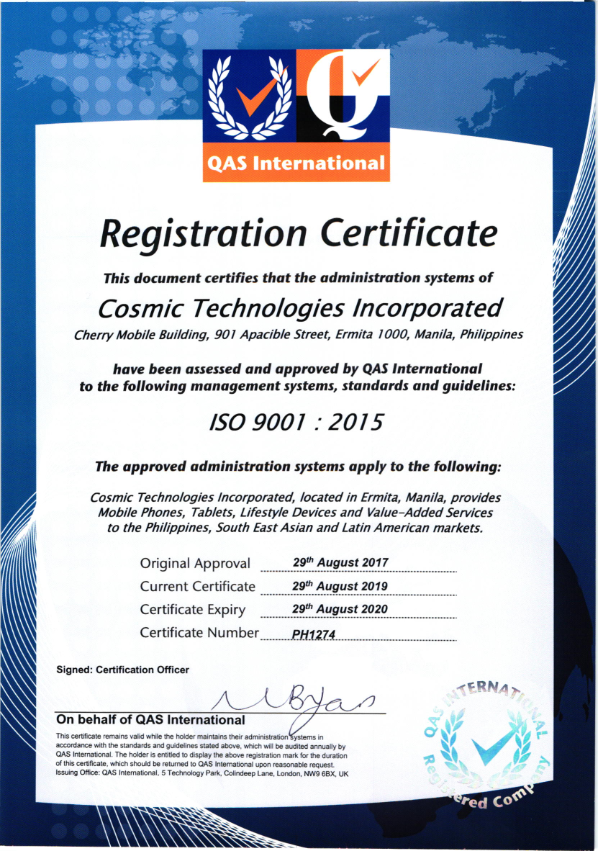 QAS International
Registration Certificate
This document certifies that the administration systems of
Cosmic Technologies Incorporated
Cherry Mobile Building, 901 Apacible Street, Ermita 1000, Manila, Philippines
have been assessed and approved by QAS International
to the following management systems, standards and guidelines:
ISO 9001 : 2015
The approved administration systems apply to the following:
Cosmic Technologies Incorporated, located in Ermita, Manila, provides
Mobile Phones, Tablets, Lifestyle Devices and Value-Added Services
to the Philippines, South East Asian and Latin American markets.
Original Approval 29th August 2017
Current Certificate 29th August 2019
Certificate Expiry 29th August 2020
Certificate Number PH1274
Signed: Certification Officer
On behalf of QAS International
This certificate remains valid while the holder maintains their administration systems in
accordance with the standards and guidelines stated above, which will be audited annually by
QAS International. The holder is entitled to display the above registration mark for the duration
of this certificate, which should be returned to QAS International upon reasonable request.
Issuing Office: QAS International, 5 Technology Park, Colindeep Lane, London, NW9 6BX, UK
QAS INTERNATIONAL
Registered Company